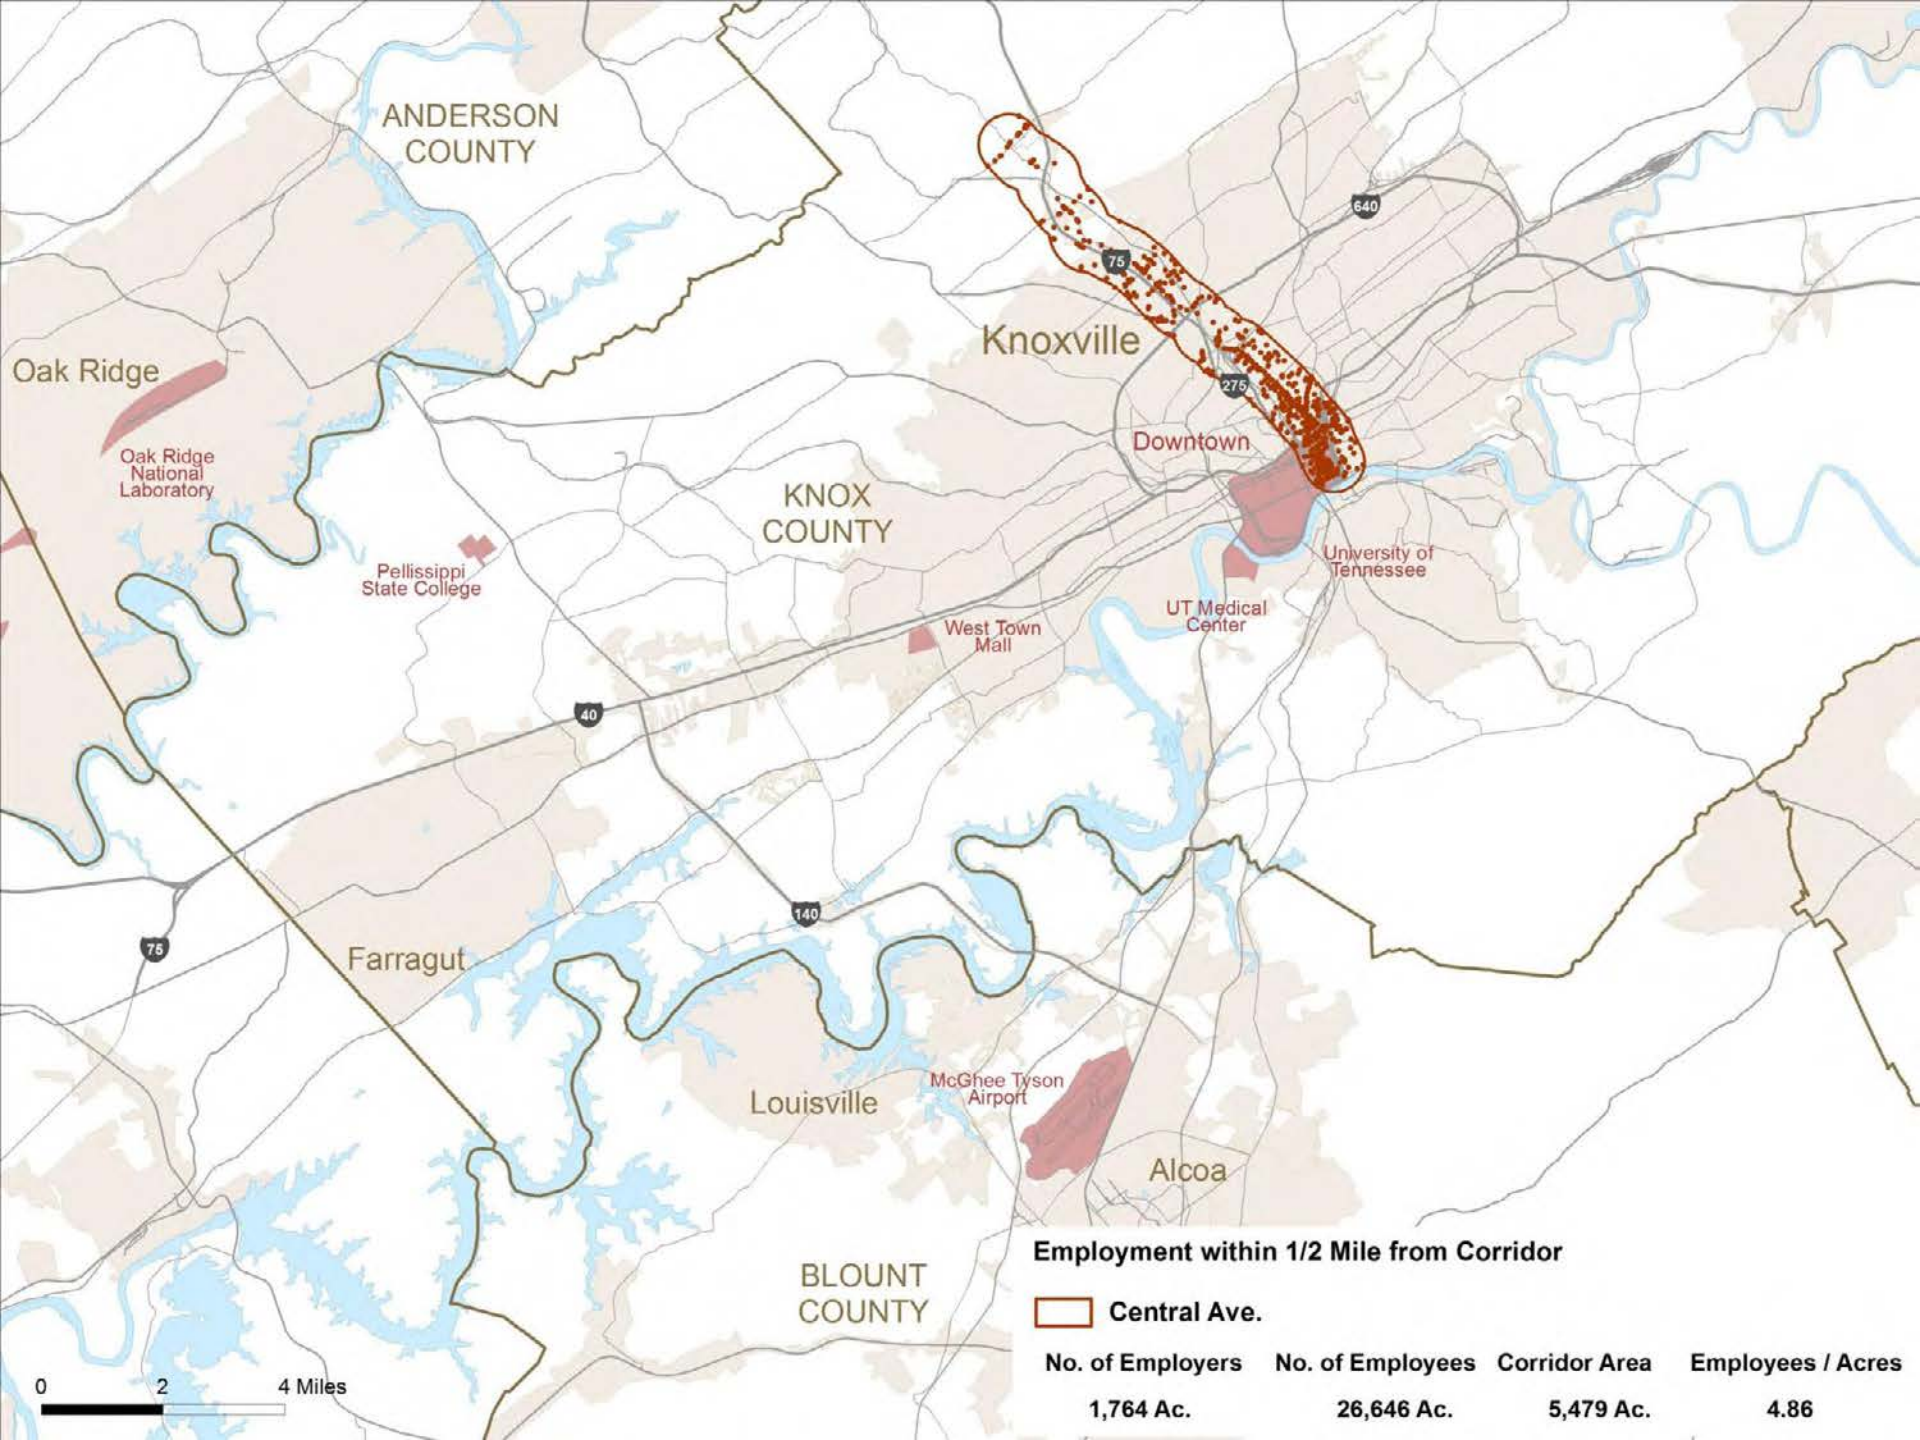 ANDERSON
COUNTY
640
75
Knoxville
Oak Ridge
275
Downtown
Oak Ridge
National
Laboratory
KNOX
COUNTY
University of
Tennessee
Pellissippi
State College
UT Medical
Center
West Town
Mall
40
140
75
Farragut
McGhee Tyson
Airport
Louisville
Alcoa
BLOUNT
COUNTY
Employment within 1/2 Mile from Corridor
Central Ave.
No. of Employers No. of Employees Corridor Area Employees / Acres
1,764 Ac. 26,646 Ac. 5,479 Ac. 4.86
0 2 4 Miles